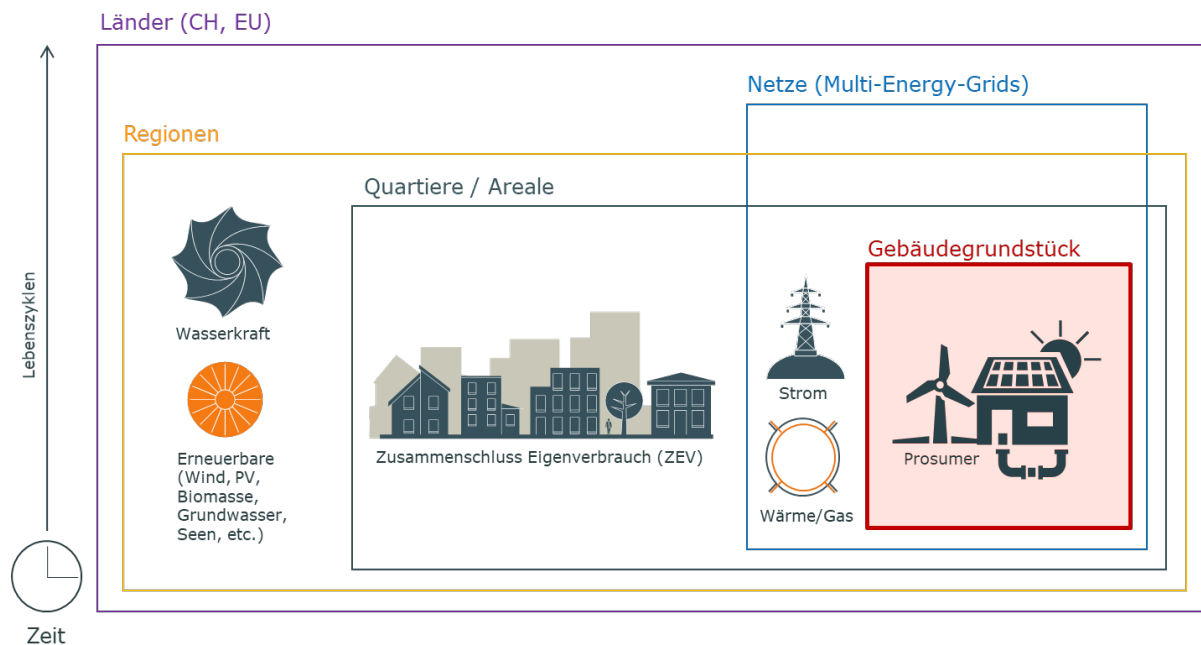 Länder (CH, EU)
Netze (Multi-Energy-Grids)
Regionen
Quartiere / Areale
Gebäudegrundstück
Lebenszyklen
Wasserkraft
Strom
Zusammenschluss Eigenverbrauch (ZEV)
Prosumer
Erneuerbare
(Wind, PV,
Biomasse,
Grundwasser,
Seen, etc.)
Wärme/Gas
Zeit